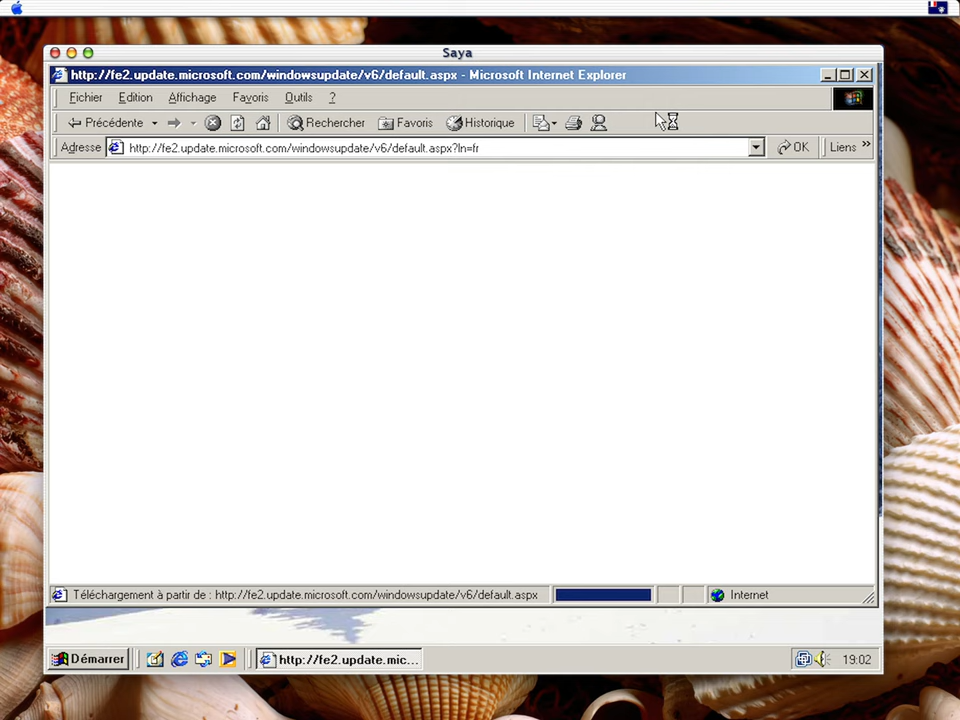 Saya
http://fe2.update.microsoft.com/windowsupdate/v6/default.aspx - Microsoft Internet Explorer
Fichier Edition Affichage Favoris Outils ?
Précédente Rechercher Favoris Historique
Adresse http://fe2.update.microsoft.com/windowsupdate/v6/default.aspx?ln=fr OK Liens »
Téléchargement à partir de : http://fe2.update.microsoft.com/windowsupdate/v6/default.aspx Internet
Démarrer http://fe2.update.mic... 19:02